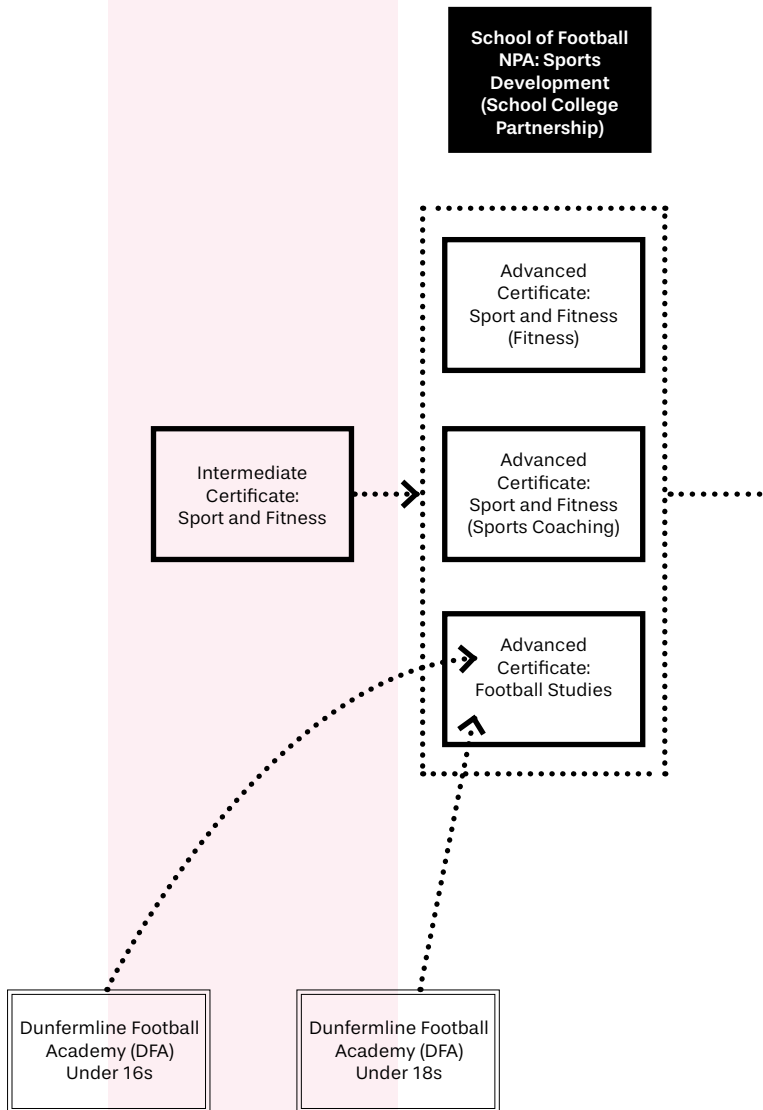 School of Football
NPA: Sports
Development
(School College
Partnership)
Advanced
Certificate:
Sport and Fitness
(Fitness)
Intermediate
Certificate:
Sport and Fitness
Advanced
Certificate:
Sport and Fitness
(Sports Coaching)
Advanced
Certificate:
Football Studies
Dunfermline Football
Academy (DFA)
Under 16s
Dunfermline Football
Academy (DFA)
Under 18s